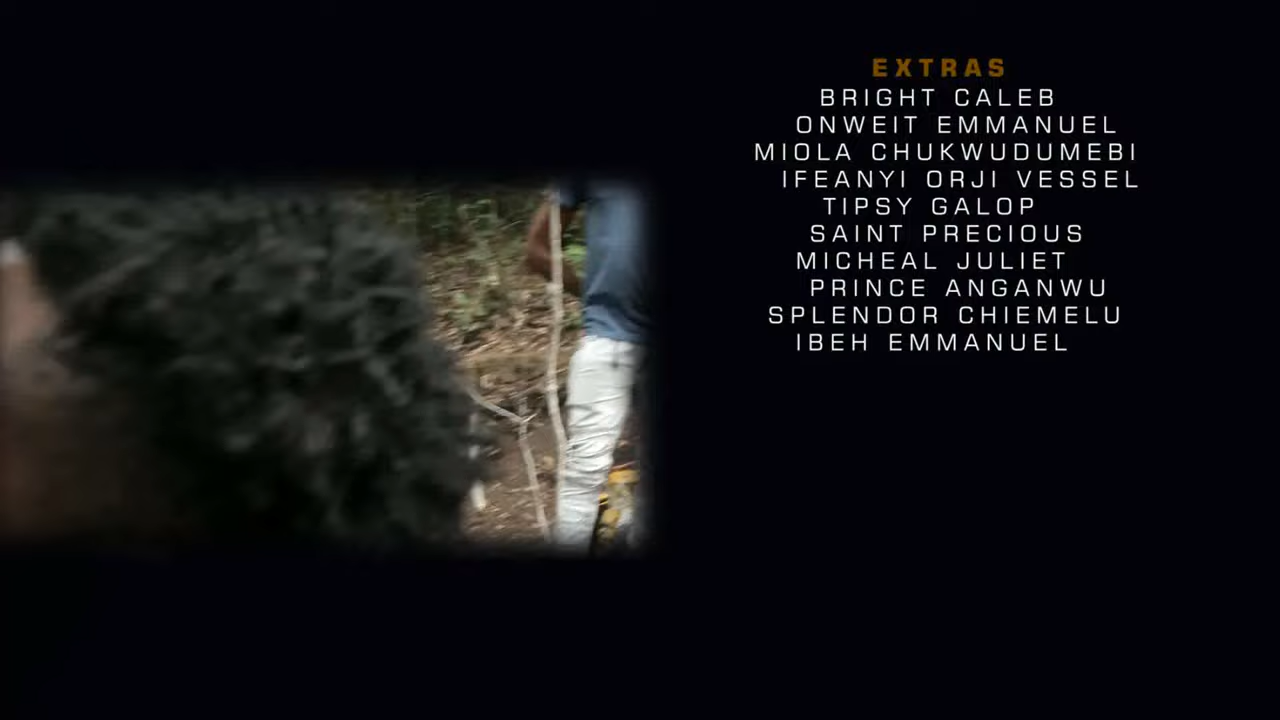 EXTRAS
BRIGHT CALEB
ONWEIT EMMANUEL
MIOLA CHUKWUDUMEBI
IFEANYI ORJI VESSEL
TIPSY GALOP
SAINT PRECIOUS
MICHEAL JULIET
PRINCE ANGANWU
SPLENDOR CHIEMELU
IBEH EMMANUEL